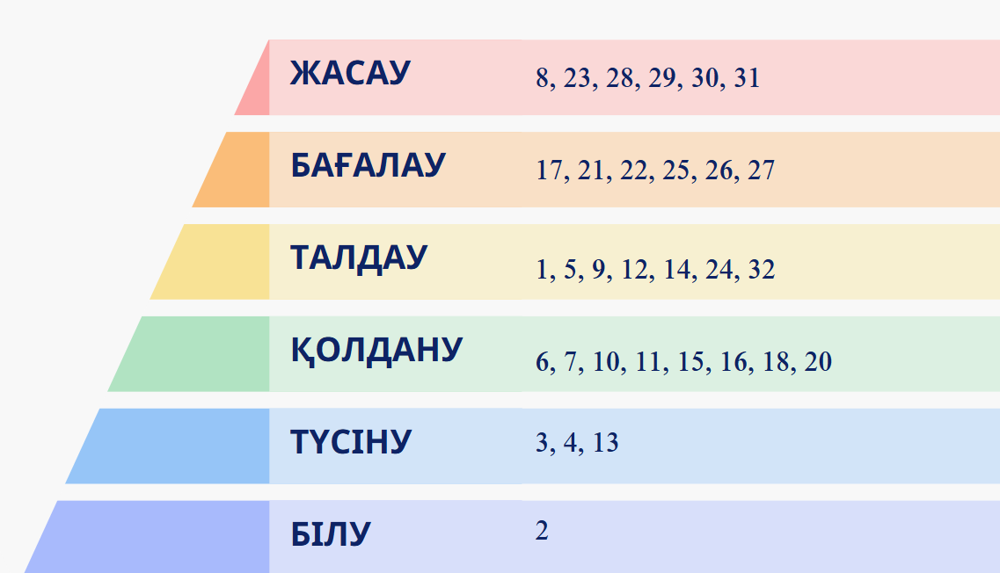 ЖАСАУ 8, 23, 28, 29, 30, 31
БАҒАЛАУ 17, 21, 22, 25, 26, 27
ТАЛДАУ 1, 5, 9, 12, 14, 24, 32
ҚОЛДАНУ 6, 7, 10, 11, 15, 16, 18, 20
ТҮСІНУ 3, 4, 13
БІЛУ 2